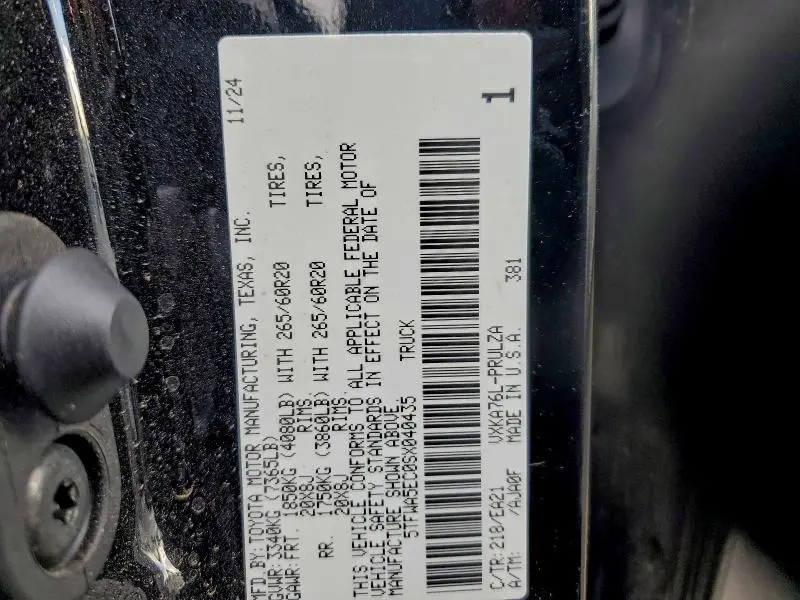 MFD. BY: TOYOTA MOTOR MANUFACTURING, TEXAS, INC. 11/24
GVWR: 3340KG (7365LB)
GAWR: FRT. 1850KG (4080LB) WITH 265/60R20 TIRES,
20X8J RIMS.
RR. 1750KG (3860LB) WITH 265/60R20 TIRES,
20X8J RIMS.
THIS VEHICLE CONFORMS TO ALL APPLICABLE FEDERAL MOTOR
VEHICLE SAFETY STANDARDS IN EFFECT ON THE DATE OF
MANUFACTURE SHOWN ABOVE
5TFWA5EC0SX040435 TRUCK
1
C/TR: 218/EA21 VXKA76L-PRULZA
A/TM: /AJA0F MADE IN U.S.A. 381